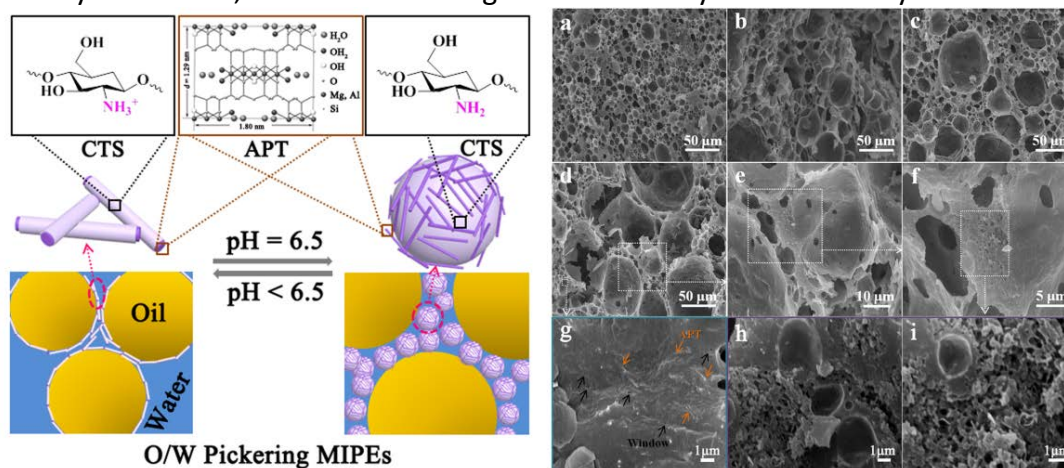 OH
HO
O
NH3+
CTS
d = 1.29 nm
1.80 nm
H2O
OH2
OH
O
Mg, Al
Si
APT
OH
HO
O
NH2
CTS
pH = 6.5
pH < 6.5
Oil
Water
O/W Pickering MIPEs
a
50 μm
b
50 μm
c
50 μm
d
50 μm
e
10 μm
f
5 μm
g
APT
Window
1μm
h
1μm
i
1μm